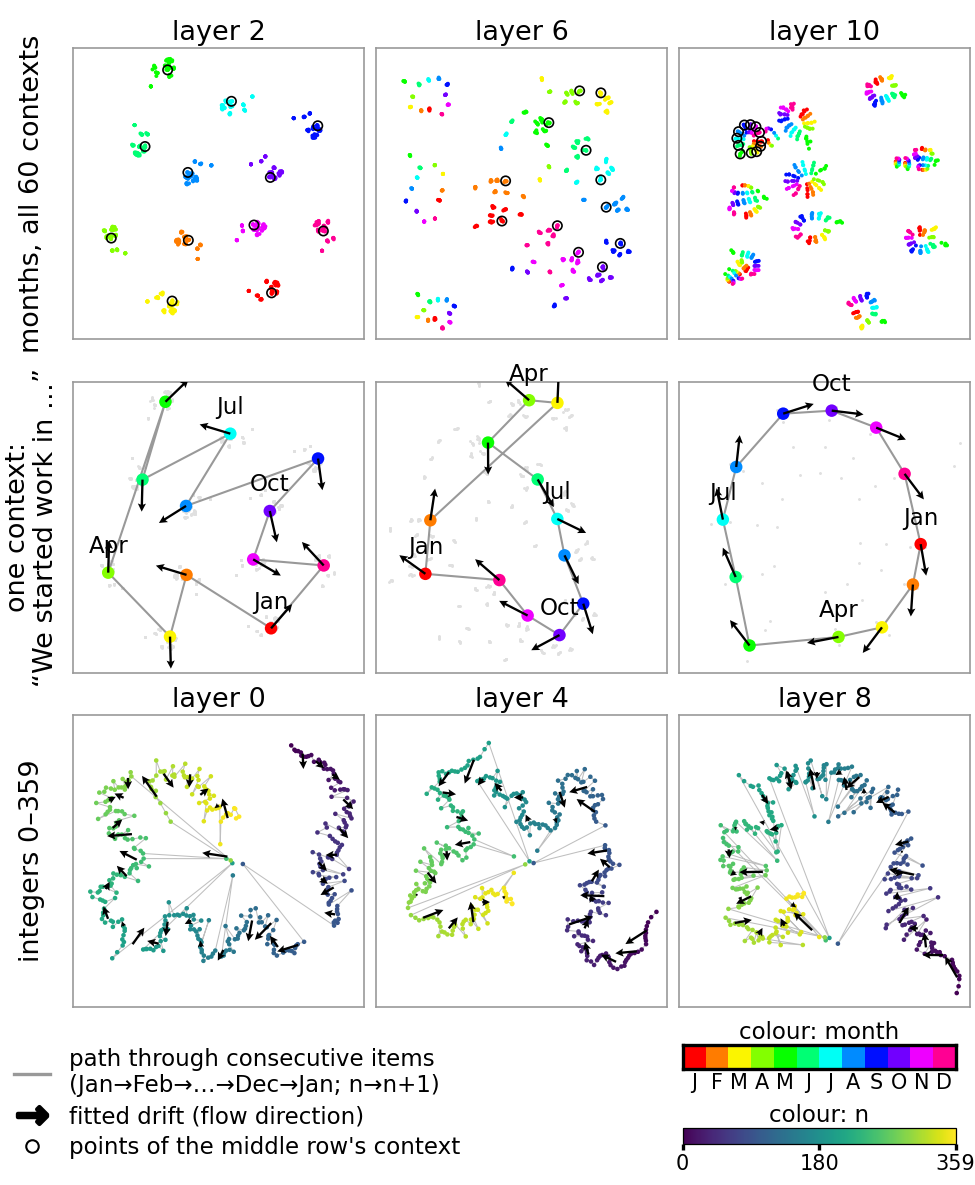 layer 2
layer 6
layer 10
months, all 60 contexts
one context:
“We started work in …”
Jul
Oct
Apr
Jan
Apr
Jul
Jan
Oct
Oct
Jul
Jan
Apr
layer 0
layer 4
layer 8
integers 0–359
path through consecutive items
(Jan→Feb→…→Dec→Jan; n→n+1)
fitted drift (flow direction)
points of the middle row's context
colour: month
J F M A M J J A S O N D
colour: n
0 180 359